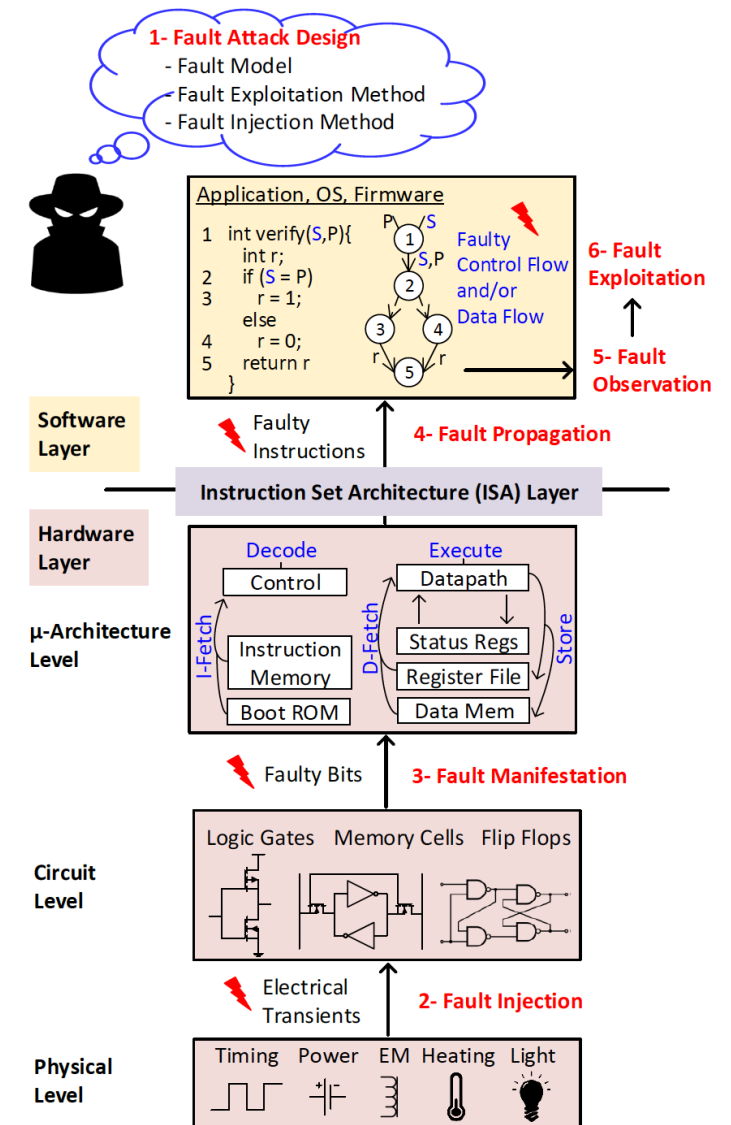 1- Fault Attack Design
- Fault Model
- Fault Exploitation Method
- Fault Injection Method
Application, OS, Firmware
1 int verify(S,P){
int r;
2 if (S = P)
3 r = 1;
else
4 r = 0;
5 return r
}
P S
1
S,P
2
3 4
r r
5
Faulty
Control Flow
and/or
Data Flow
6- Fault
Exploitation
5- Fault
Observation
Software
Layer
Faulty
Instructions
4- Fault Propagation
Instruction Set Architecture (ISA) Layer
Hardware
Layer
μ-Architecture
Level
Decode
Control
I-Fetch
Instruction
Memory
Boot ROM
Execute
Datapath
D-Fetch
Status Regs
Register File
Data Mem
Store
Faulty Bits
3- Fault Manifestation
Circuit
Level
Logic Gates Memory Cells Flip Flops
Electrical
Transients
2- Fault Injection
Physical
Level
Timing Power EM Heating Light
+ -